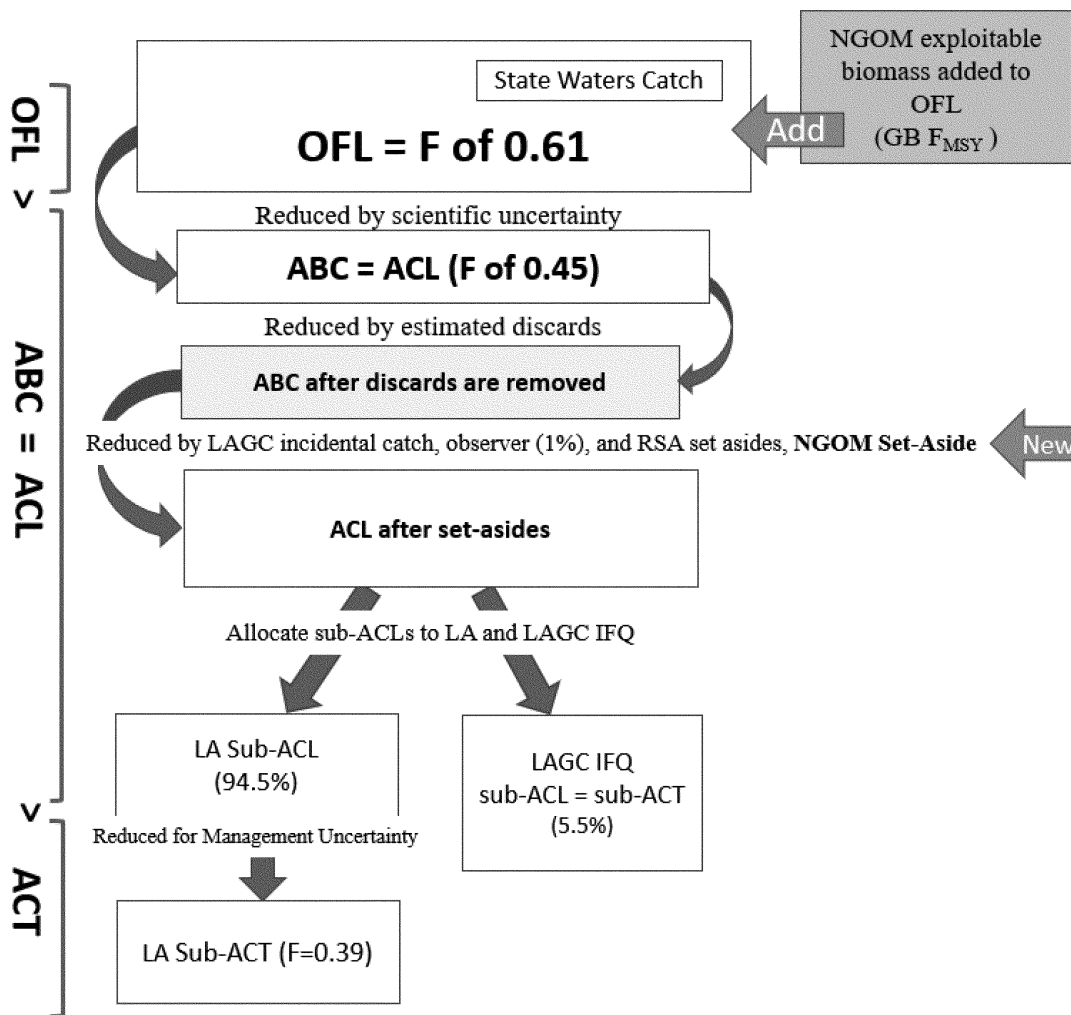 NGOM exploitable
biomass added to
OFL
(GB FMSY )
Add
State Waters Catch
OFL = F of 0.61
OFL
>
Reduced by scientific uncertainty
ABC = ACL (F of 0.45)
Reduced by estimated discards
ABC after discards are removed
Reduced by LAGC incidental catch, observer (1%), and RSA set asides, NGOM Set-Aside
New
ABC = ACL
ACL after set-asides
Allocate sub-ACLs to LA and LAGC IFQ
LA Sub-ACL
(94.5%)
LAGC IFQ
sub-ACL = sub-ACT
(5.5%)
>
Reduced for Management Uncertainty
ACT
LA Sub-ACT (F=0.39)